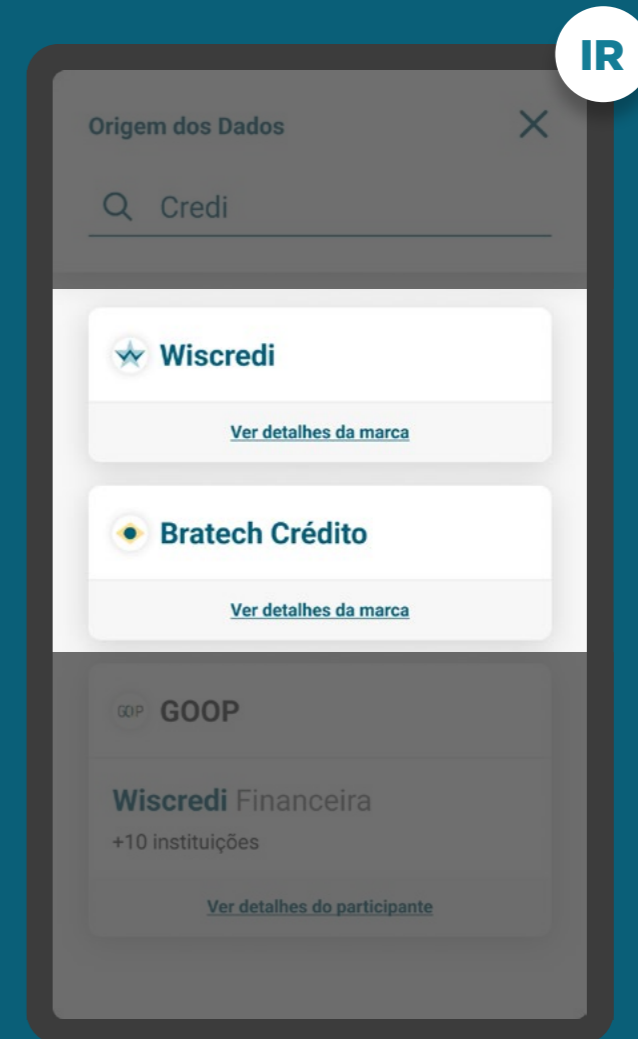 IR
Origem dos Dados
Credi
Wiscredi
Ver detalhes da marca
Bratech Crédito
Ver detalhes da marca
GOOP
Wiscredi Financeira
+10 instituições
Ver detalhes do participante